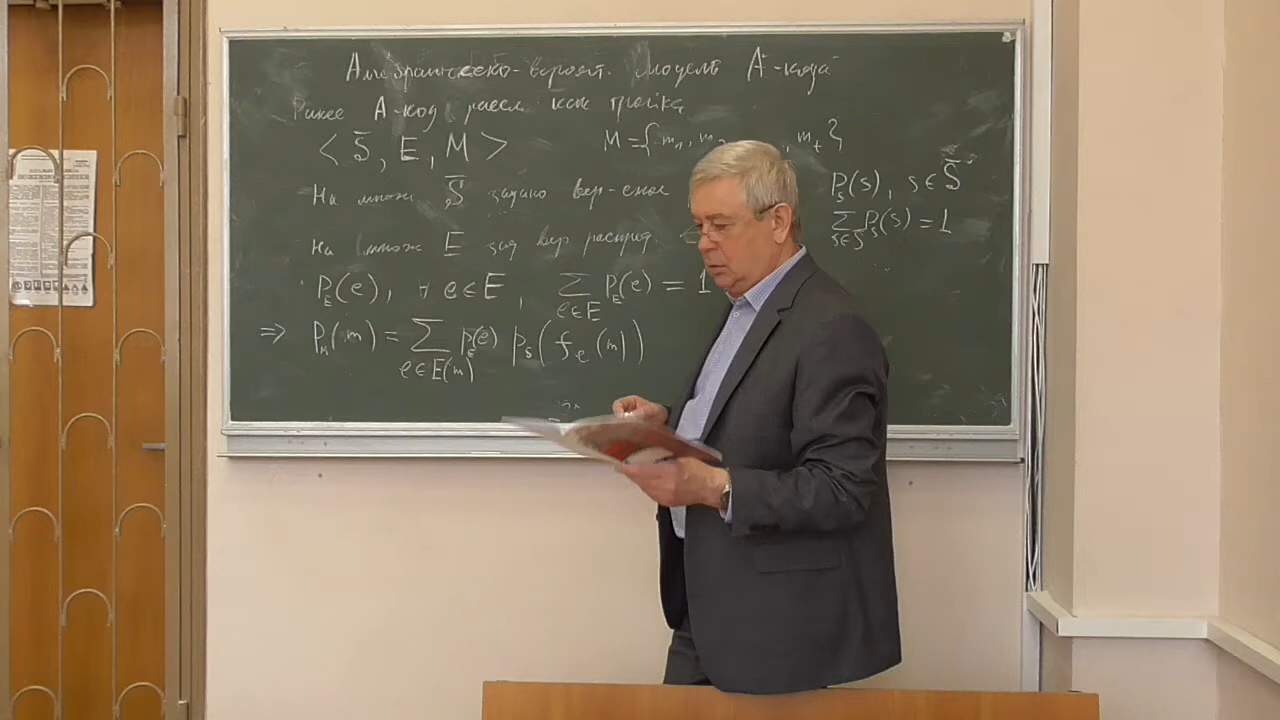 Алгебраическо-вероят. модель А-кода
Ранее А-код рассм как тройка
< S̄, E, M > M = { m₁, m₂ , m_t }
На множ S̄ задано вер-сное
P_S(s), s ∈ S̄
∑_{s∈S̄} P_S(s) = 1
На множ E зад вер. распред.
P_E(e), ∀ e ∈ E, ∑_{e∈E} P_E(e) = 1
⇒ P_M(m) = ∑_{e∈E(m)} P_E(e) P_S(f_e(m))